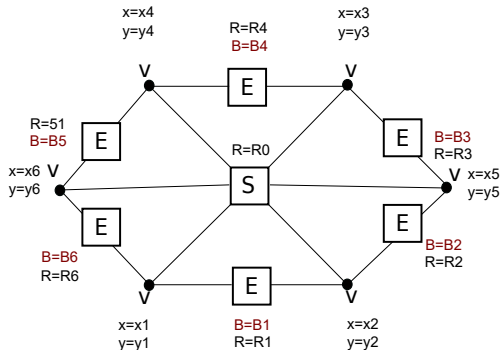 x=x4
y=y4
V
R=R4
B=B4
E
x=x3
y=y3
V
R=51
B=B5
E
E
B=B3
R=R3
x=x6
y=y6
V
R=R0
S
V
x=x5
y=y5
E
B=B6
R=R6
E
B=B2
R=R2
V
x=x1
y=y1
E
B=B1
R=R1
V
x=x2
y=y2